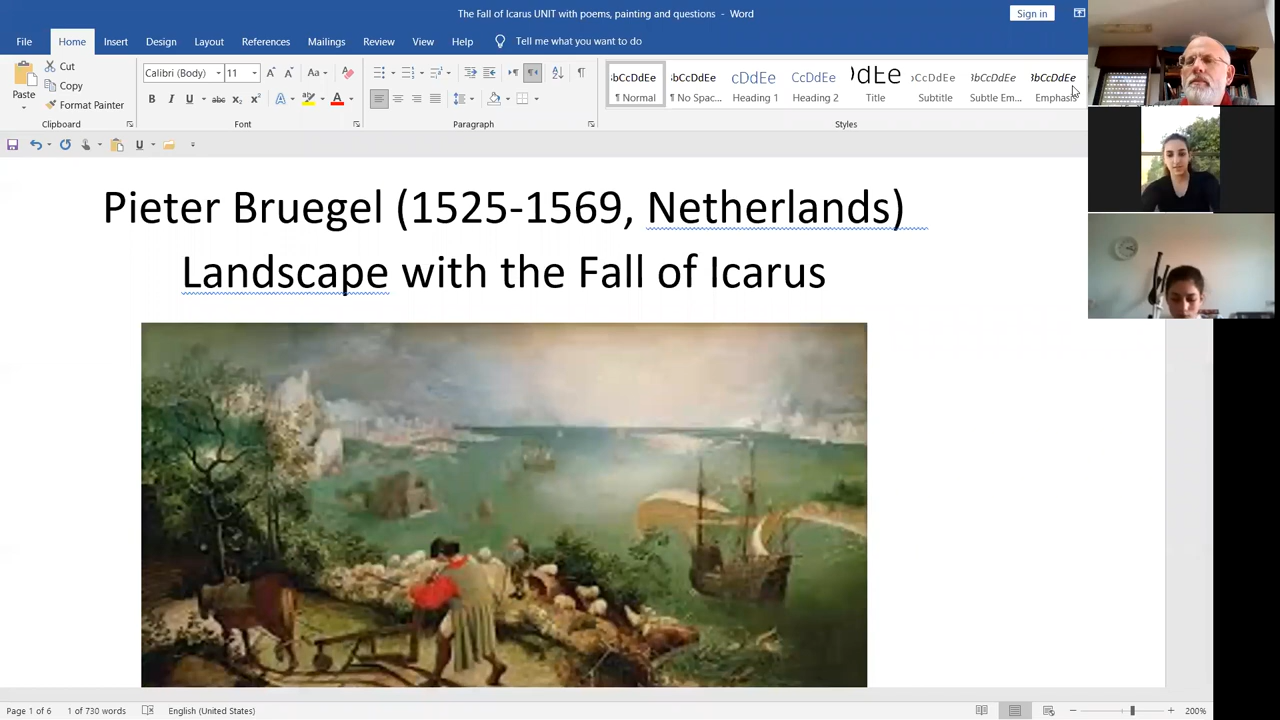 The Fall of Icarus UNIT with poems, painting and questions - Word
Sign in
File Home Insert Design Layout References Mailings Review View Help Tell me what you want to do
Paste
Cut
Copy
Format Painter
Clipboard
Calibri (Body) 11
Font
Paragraph
¶ Normal
¶ No Spac...
Heading 1
Heading 2
Title
Subtitle
Subtle Em...
Emphasis
Styles
Pieter Bruegel (1525-1569, Netherlands)
Landscape with the Fall of Icarus
Page 1 of 6 1 of 730 words English (United States) 200%